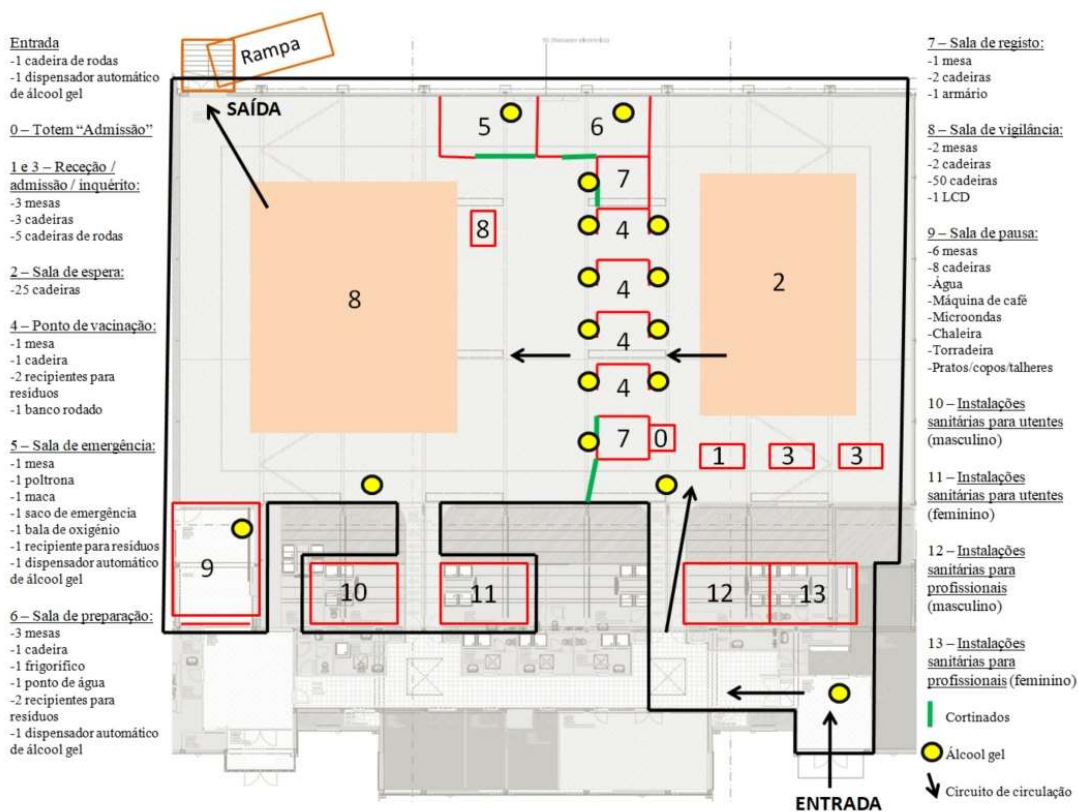 Entrada
-1 cadeira de rodas
-1 dispensador automático
de álcool gel
0 – Totem “Admissão”
1 e 3 – Receção /
admissão / inquérito:
-3 mesas
-3 cadeiras
-5 cadeiras de rodas
2 – Sala de espera:
-25 cadeiras
4 – Ponto de vacinação:
-1 mesa
-1 cadeira
-2 recipientes para
resíduos
-1 banco rodado
5 – Sala de emergência:
-1 mesa
-1 poltrona
-1 maca
-1 saco de emergência
-1 bala de oxigénio
-1 recipiente para resíduos
-1 dispensador automático
de álcool gel
6 – Sala de preparação:
-3 mesas
-1 cadeira
-1 frigorífico
-1 ponto de água
-2 recipientes para
resíduos
-1 dispensador automático
de álcool gel
Rampa
SAÍDA
5
6
7
8
4
8
4
2
4
4
7
0
1
3
3
9
10
11
12
13
ENTRADA
7 – Sala de registo:
-1 mesa
-2 cadeiras
-1 armário
8 – Sala de vigilância:
-2 mesas
-2 cadeiras
-50 cadeiras
-1 LCD
9 – Sala de pausa:
-6 mesas
-8 cadeiras
-Água
-Máquina de café
-Microondas
-Chaleira
-Torradeira
-Pratos/copos/talheres
10 – Instalações
sanitárias para utentes
(masculino)
11 – Instalações
sanitárias para utentes
(feminino)
12 – Instalações
sanitárias para
profissionais
(masculino)
13 – Instalações
sanitárias para
profissionais (feminino)
Cortinados
Álcool gel
Circuito de circulação